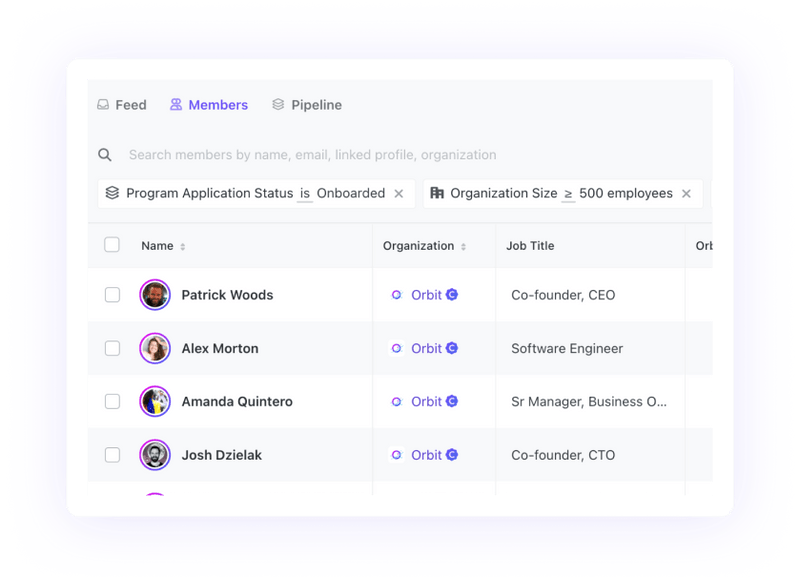 Feed Members Pipeline
Search members by name, email, linked profile, organization
Program Application Status is Onboarded Organization Size ≥ 500 employees
Name Organization Job Title Orb
Patrick Woods Orbit Co-founder, CEO
Alex Morton Orbit Software Engineer
Amanda Quintero Orbit Sr Manager, Business O...
Josh Dzielak Orbit Co-founder, CTO